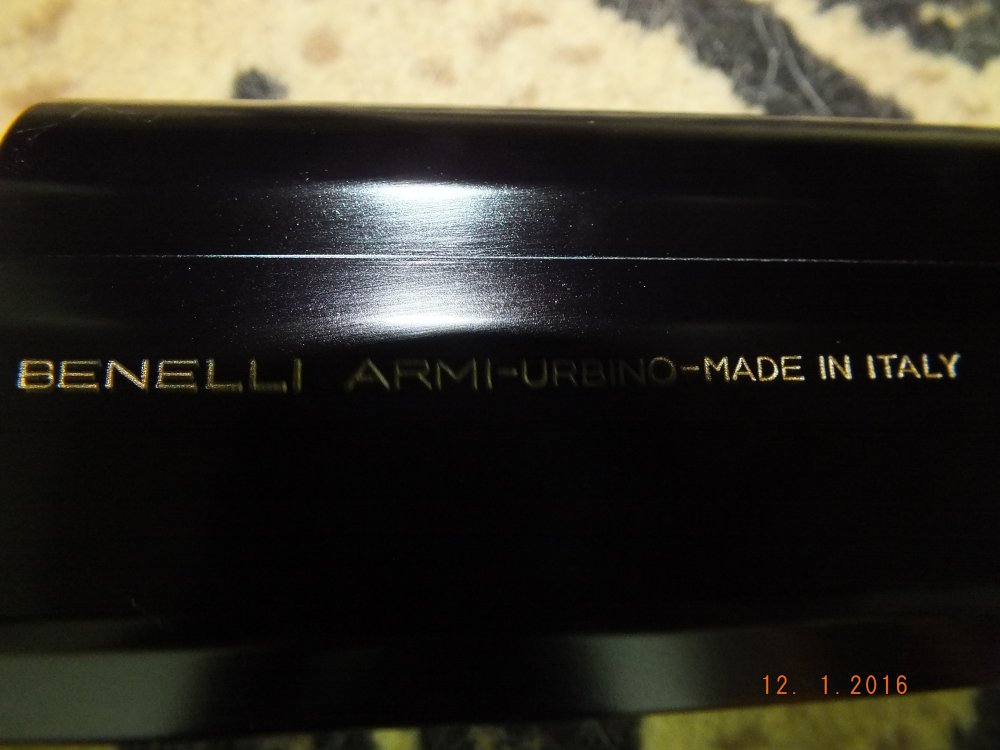 BENELLI ARMI-URBINO-MADE IN ITALY
12. 1.2016